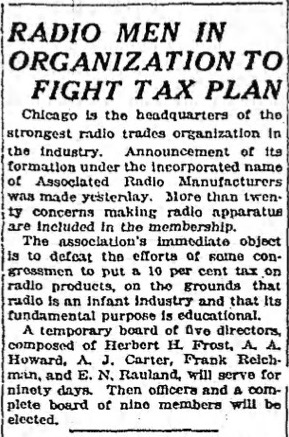 RADIO MEN IN
ORGANIZATION TO
FIGHT TAX PLAN
Chicago is the headquarters of the
strongest radio trades organization in
the industry. Announcement of its
formation under the incorporated name
of Associated Radio Manufacturers
was made yesterday. More than twen-
ty concerns making radio apparatus
are included in the membership.
The association's immediate object
is to defeat the efforts of some con-
gressmen to put a 10 per cent tax on
radio products, on the grounds that
radio is an infant industry and that its
fundamental purpose is educational.
A temporary board of five directors,
composed of Herbert H. Frost, A. A.
Howard, A. J. Carter, Frank Reich-
man, and E. N. Rauland, will serve for
ninety days. Then officers and a com-
plete board of nine members will be
elected.